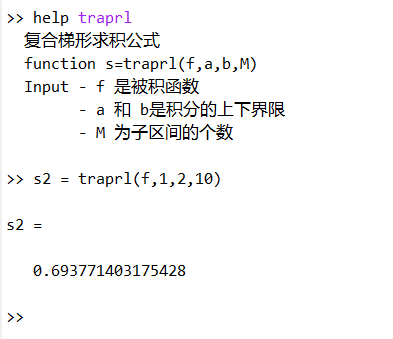 >> help traprl
复合梯形求积公式
function s=traprl(f,a,b,M)
Input - f 是被积函数
- a 和 b是积分的上下界限
- M 为子区间的个数
>> s2 = traprl(f,1,2,10)
s2 =
0.693771403175428
>>